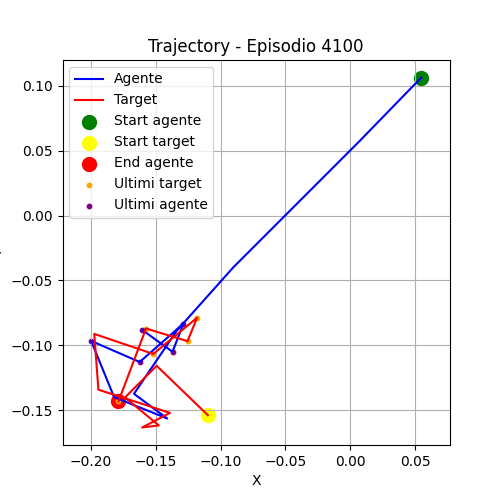 Trajectory - Episodio 4100
Agente
Target
Start agente
Start target
End agente
Ultimi target
Ultimi agente
0.10
0.05
0.00
−0.05
−0.10
−0.15
−0.20
−0.15
−0.10
−0.05
0.00
0.05
X